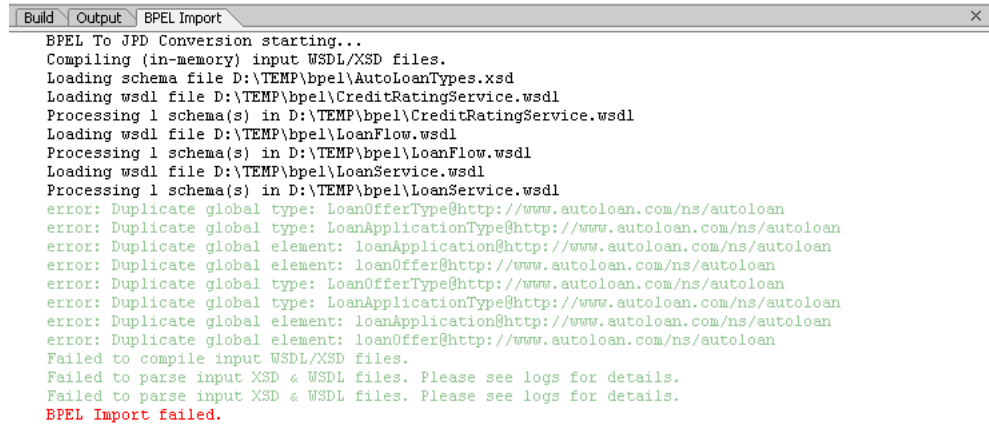 Build Output BPEL Import
BPEL To JPD Conversion starting...
Compiling (in-memory) input WSDL/XSD files.
Loading schema file D:\TEMP\bpel\AutoLoanTypes.xsd
Loading wsdl file D:\TEMP\bpel\CreditRatingService.wsdl
Processing 1 schema(s) in D:\TEMP\bpel\CreditRatingService.wsdl
Loading wsdl file D:\TEMP\bpel\LoanFlow.wsdl
Processing 1 schema(s) in D:\TEMP\bpel\LoanFlow.wsdl
Loading wsdl file D:\TEMP\bpel\LoanService.wsdl
Processing 1 schema(s) in D:\TEMP\bpel\LoanService.wsdl
error: Duplicate global type: LoanOfferType@http://www.autoloan.com/ns/autoloan
error: Duplicate global type: LoanApplicationType@http://www.autoloan.com/ns/autoloan
error: Duplicate global element: loanApplication@http://www.autoloan.com/ns/autoloan
error: Duplicate global element: loanOffer@http://www.autoloan.com/ns/autoloan
error: Duplicate global type: LoanOfferType@http://www.autoloan.com/ns/autoloan
error: Duplicate global type: LoanApplicationType@http://www.autoloan.com/ns/autoloan
error: Duplicate global element: loanApplication@http://www.autoloan.com/ns/autoloan
error: Duplicate global element: loanOffer@http://www.autoloan.com/ns/autoloan
Failed to compile input WSDL/XSD files.
Failed to parse input XSD & WSDL files. Please see logs for details.
Failed to parse input XSD & WSDL files. Please see logs for details.
BPEL Import failed.